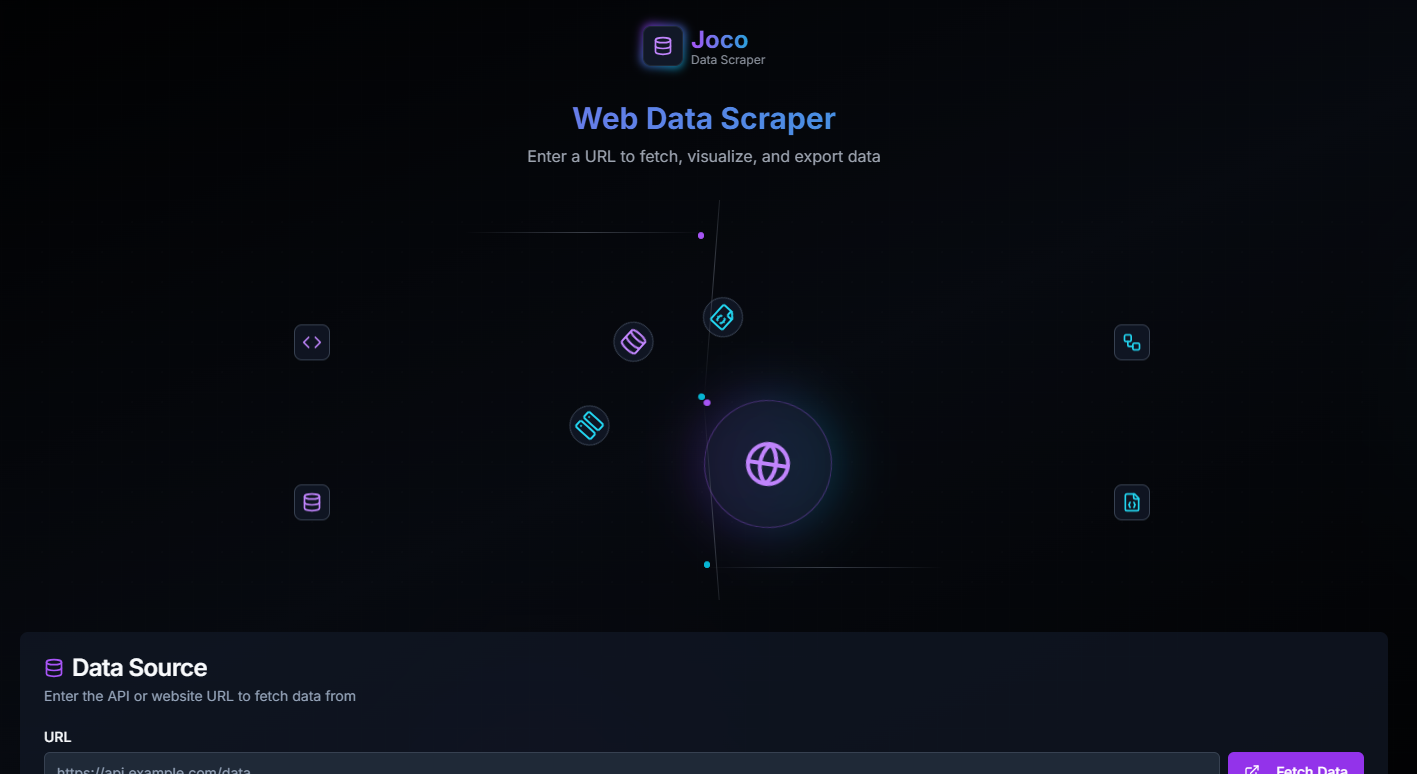 Joco
Data Scraper
Web Data Scraper
Enter a URL to fetch, visualize, and export data
Data Source
Enter the API or website URL to fetch data from
URL
https://api.example.com/data
Fetch Data